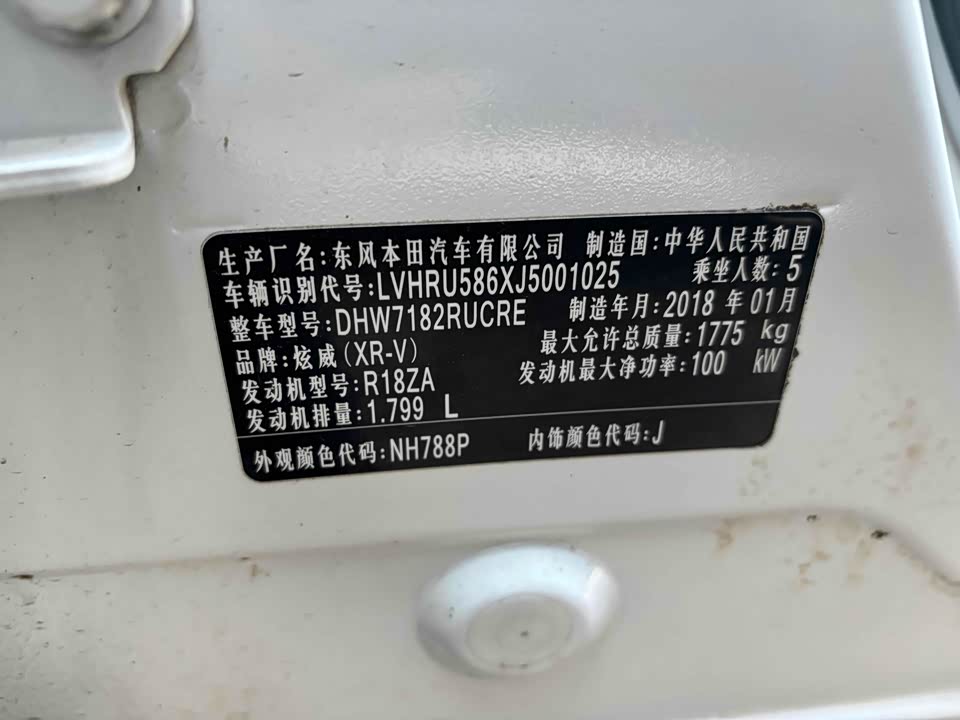 生产厂名:东风本田汽车有限公司 制造国:中华人民共和国
车辆识别代号:LVHRU586XJ5001025 乘坐人数:5
整车型号:DHW7182RUCRE 制造年月:2018 年 01月
品牌:炫威(XR-V) 最大允许总质量:1775 kg
发动机型号:R18ZA 发动机最大净功率:100 kW
发动机排量:1.799 L
外观颜色代码:NH788P 内饰颜色代码:J